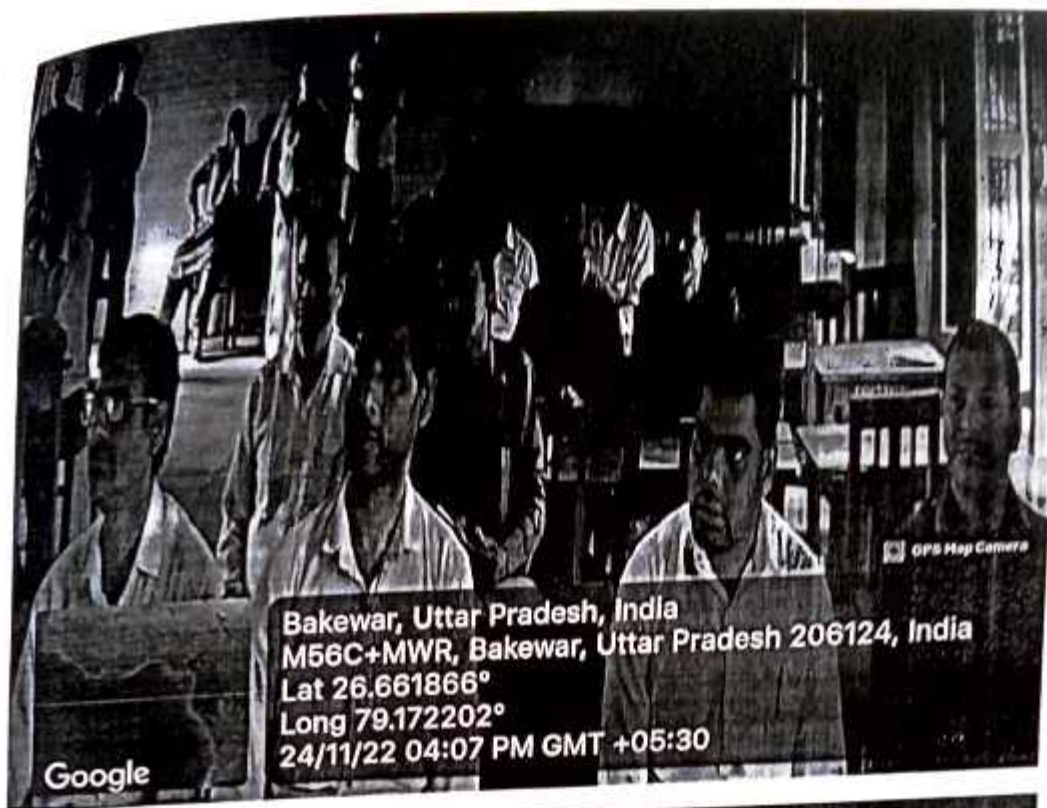 GPS Map Camera
Bakewar, Uttar Pradesh, India
M56C+MWR, Bakewar, Uttar Pradesh 206124, India
Lat 26.661866°
Long 79.172202°
24/11/22 04:07 PM GMT +05:30
Google